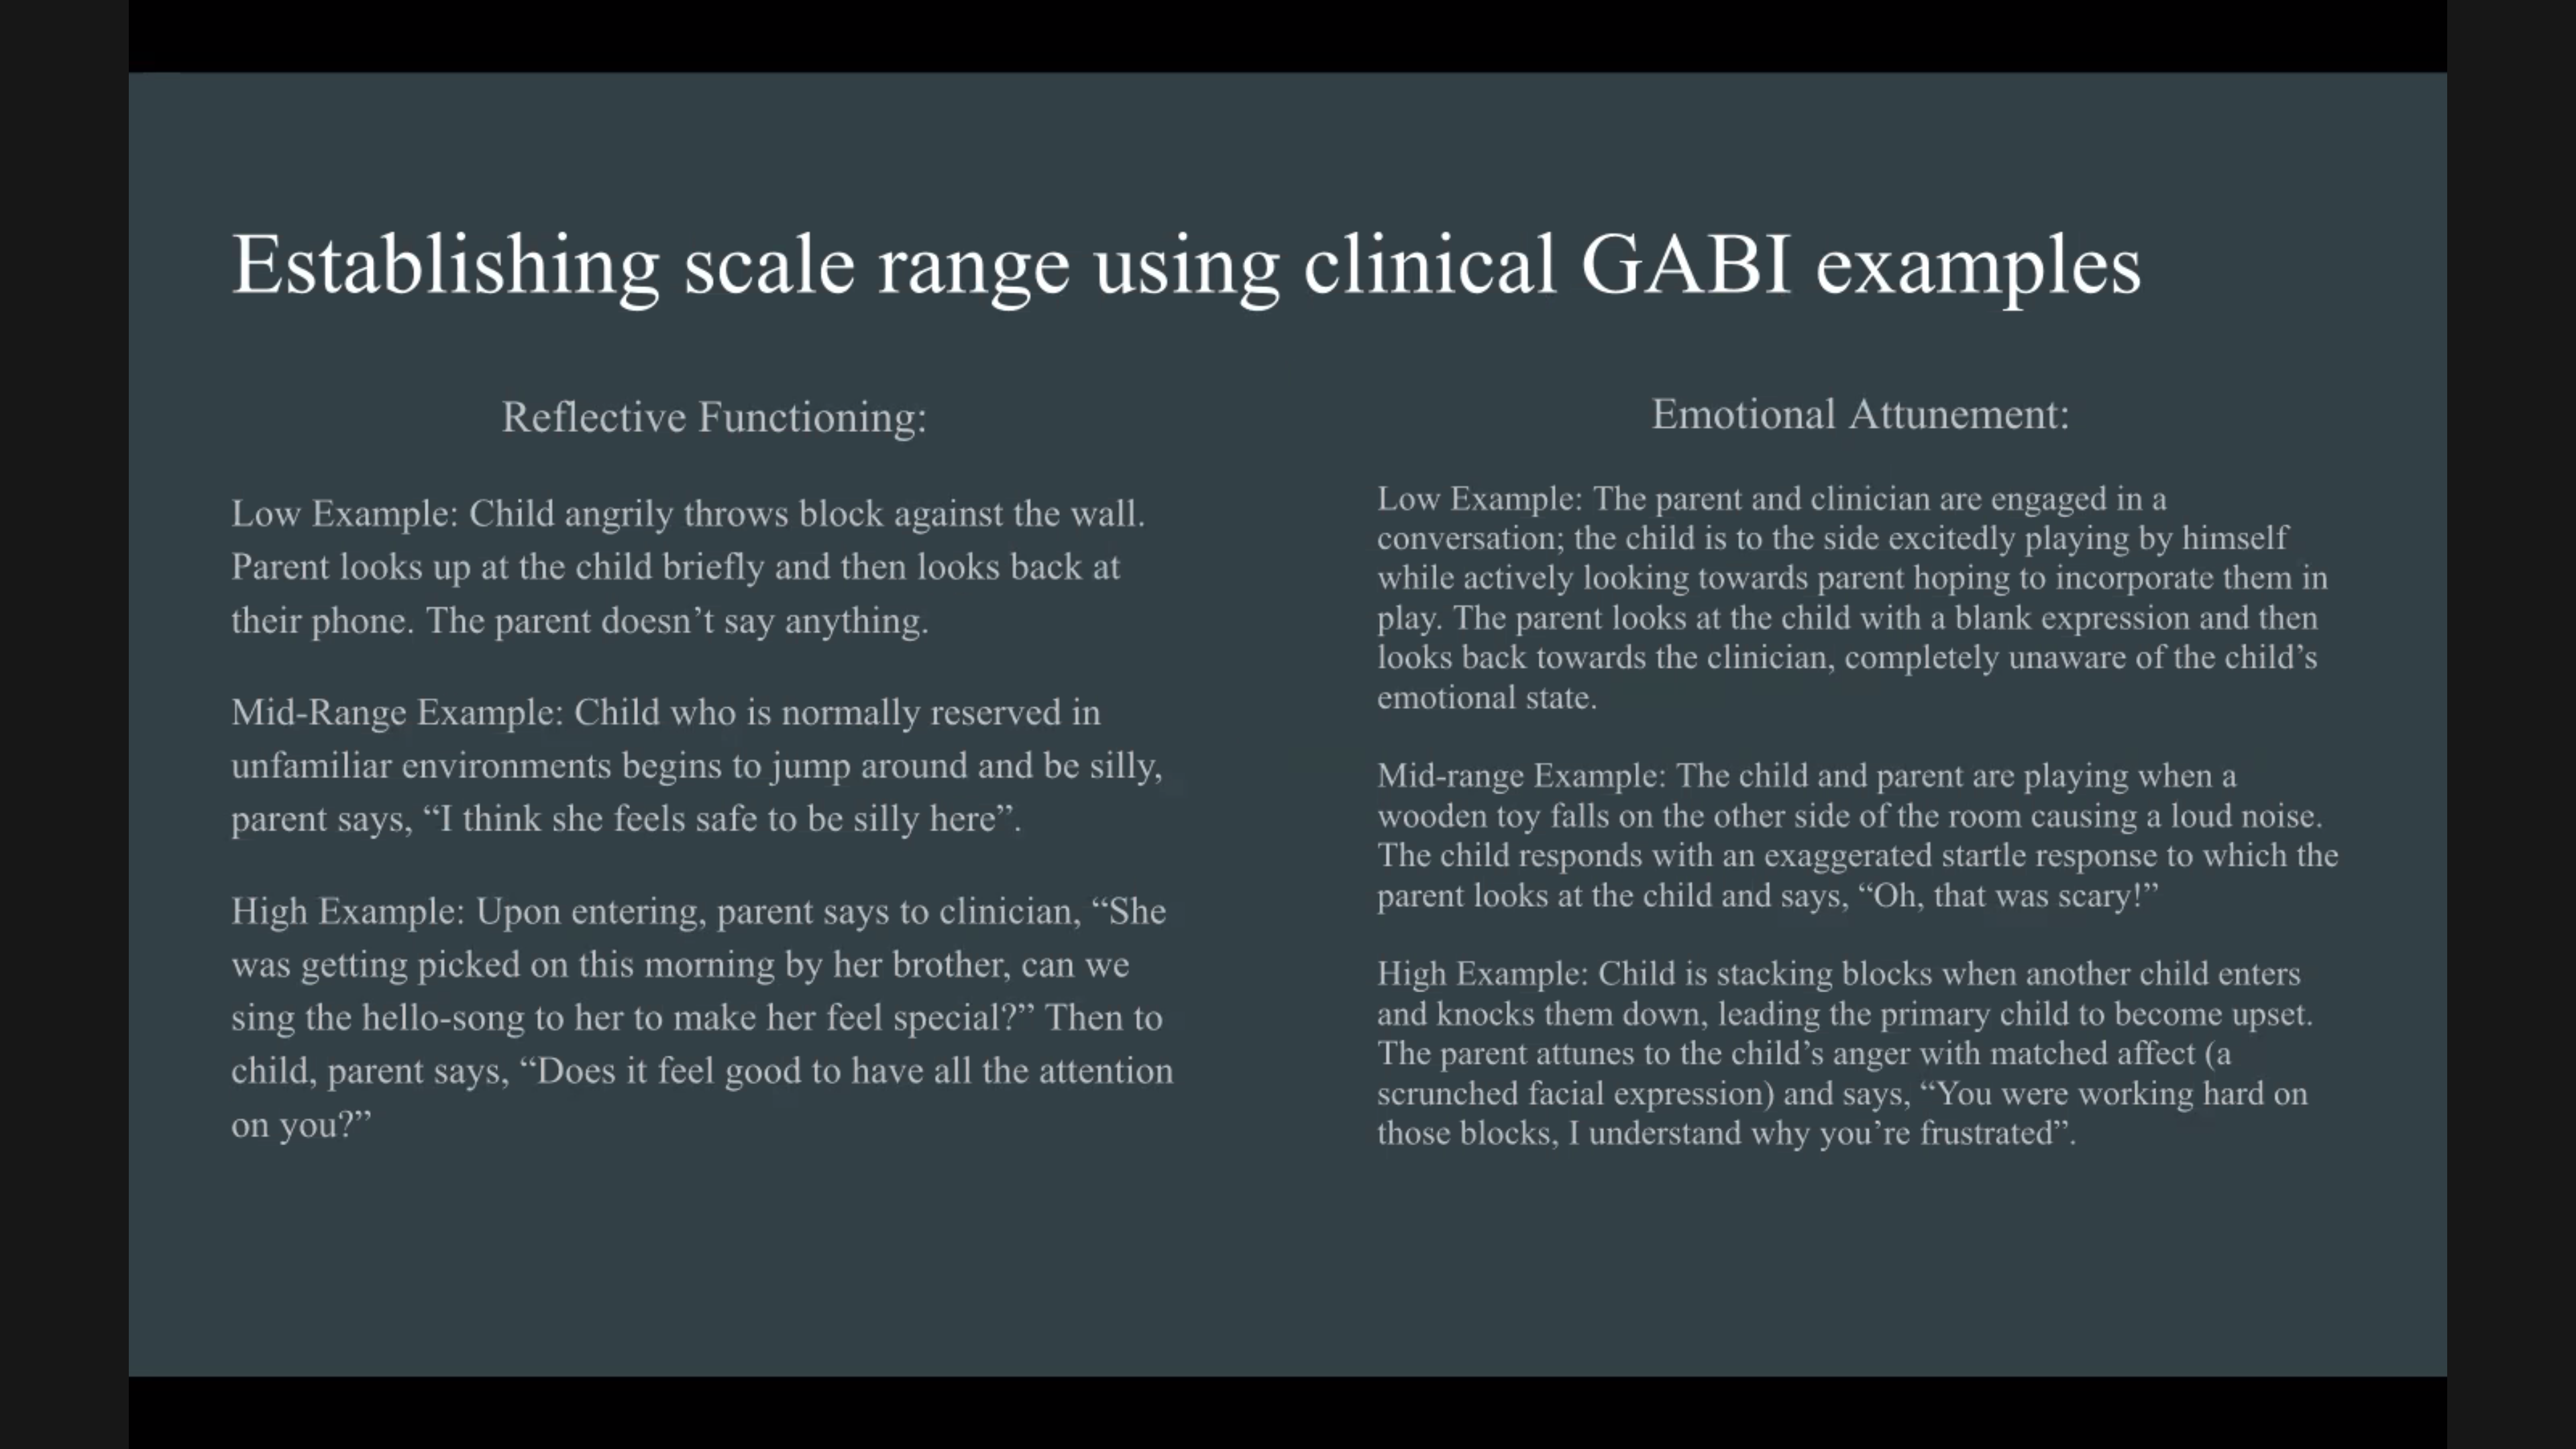 Establishing scale range using clinical GABI examples
Reflective Functioning:
Low Example: Child angrily throws block against the wall.
Parent looks up at the child briefly and then looks back at
their phone. The parent doesn’t say anything.
Mid-Range Example: Child who is normally reserved in
unfamiliar environments begins to jump around and be silly,
parent says, “I think she feels safe to be silly here”.
High Example: Upon entering, parent says to clinician, “She
was getting picked on this morning by her brother, can we
sing the hello-song to her to make her feel special?” Then to
child, parent says, “Does it feel good to have all the attention
on you?”
Emotional Attunement:
Low Example: The parent and clinician are engaged in a
conversation; the child is to the side excitedly playing by himself
while actively looking towards parent hoping to incorporate them in
play. The parent looks at the child with a blank expression and then
looks back towards the clinician, completely unaware of the child’s
emotional state.
Mid-range Example: The child and parent are playing when a
wooden toy falls on the other side of the room causing a loud noise.
The child responds with an exaggerated startle response to which the
parent looks at the child and says, “Oh, that was scary!”
High Example: Child is stacking blocks when another child enters
and knocks them down, leading the primary child to become upset.
The parent attunes to the child’s anger with matched affect (a
scrunched facial expression) and says, “You were working hard on
those blocks, I understand why you’re frustrated”.